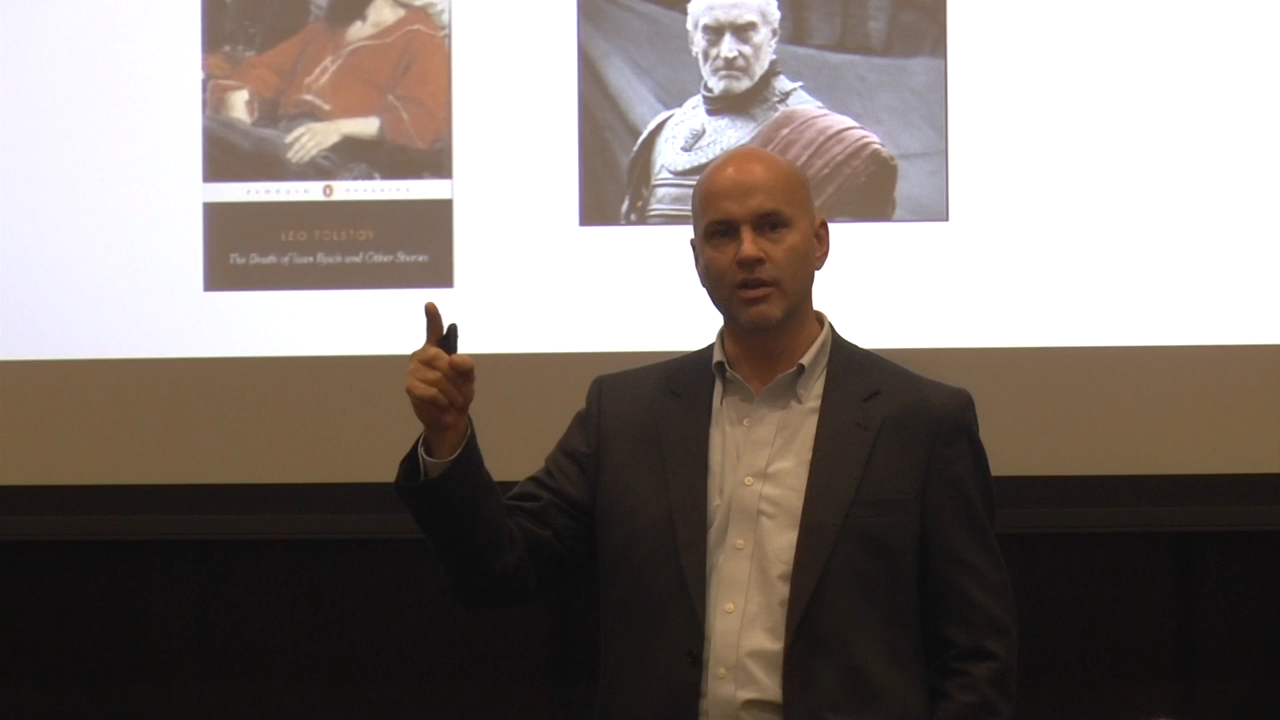 PENGUIN CLASSICS
LEO TOLSTOY
The Death of Ivan Ilyich and Other Stories